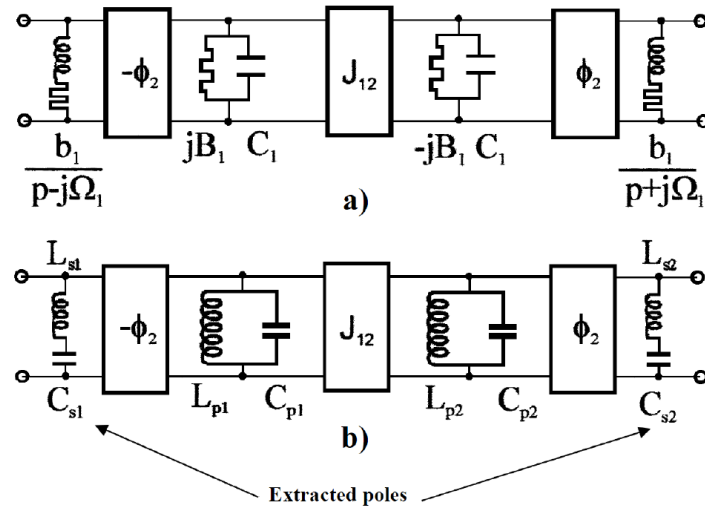 -ϕ₂ J₁₂ ϕ₂
b₁ jB₁ C₁ -jB₁ C₁ b₁
p-jΩ₁ p+jΩ₁
a)
Lₛ₁ Lₛ₂
-ϕ₂ J₁₂ ϕ₂
Cₛ₁ Lₚ₁ Cₚ₁ Lₚ₂ Cₚ₂ Cₛ₂
b)
Extracted poles